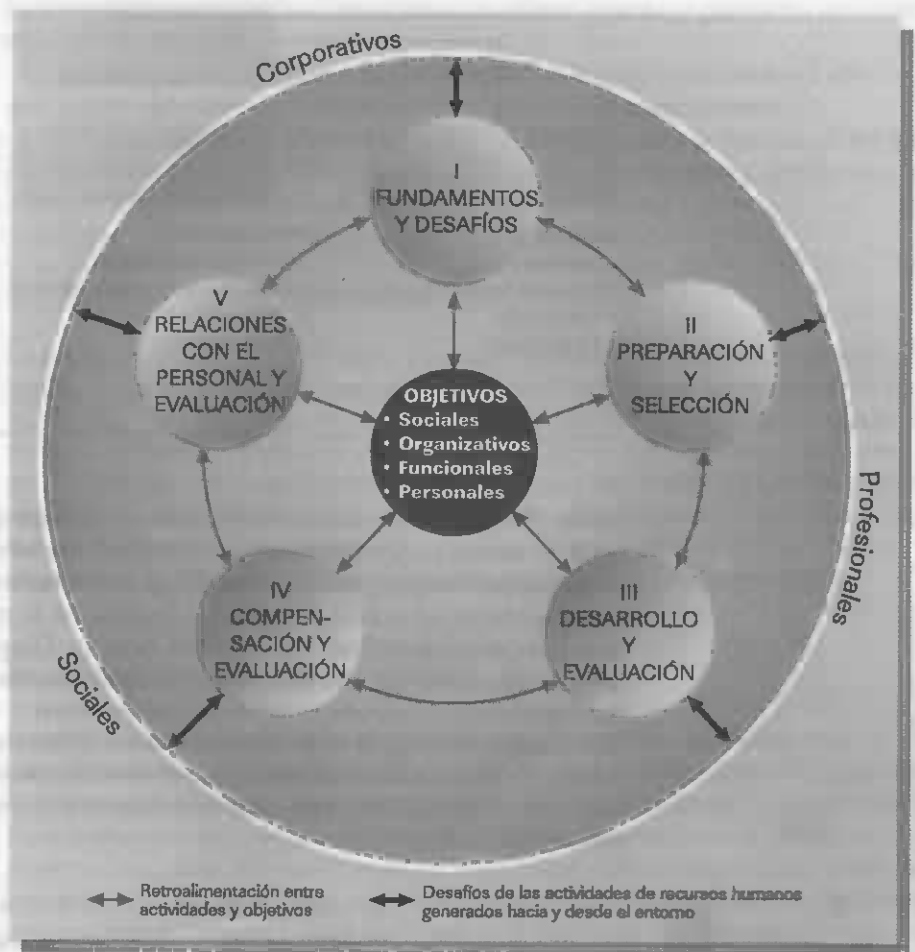 Corporativos
I
FUNDAMENTOS
Y DESAFÍOS
V
RELACIONES
CON EL
PERSONAL Y
EVALUACIÓN
II
PREPARACIÓN
Y
SELECCIÓN
OBJETIVOS
• Sociales
• Organizativos
• Funcionales
• Personales
Profesionales
IV
COMPEN-
SACIÓN Y
EVALUACIÓN
III
DESARROLLO
Y
EVALUACIÓN
Sociales
Retroalimentación entre
actividades y objetivos
Desafíos de las actividades de recursos humanos
generados hacia y desde el entorno